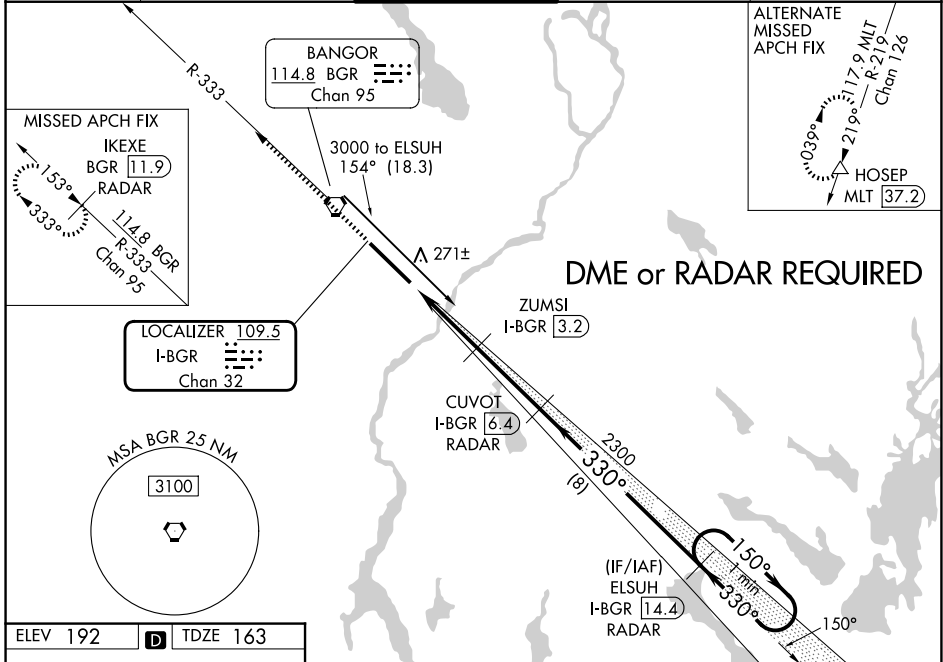 R-333
BANGOR
114.8 BGR
Chan 95
3000 to ELSUH
154° (18.3)
271±
MISSED APCH FIX
IKEXE
BGR 11.9
RADAR
153°
333°
114.8 BGR
R-333
Chan 95
ALTERNATE
MISSED
APCH FIX
117.9 MLT
R-219
Chan 126
039°
219°
HOSEP
MLT 37.2
DME or RADAR REQUIRED
LOCALIZER 109.5
I-BGR
Chan 32
ZUMSI
I-BGR 3.2
CUVOT
I-BGR 6.4
RADAR
2300
330°
(8)
(IF/IAF)
ELSUH
I-BGR 14.4
RADAR
150°
1 min
330°
150°
MSA BGR 25 NM
3100
ELEV 192 D TDZE 163